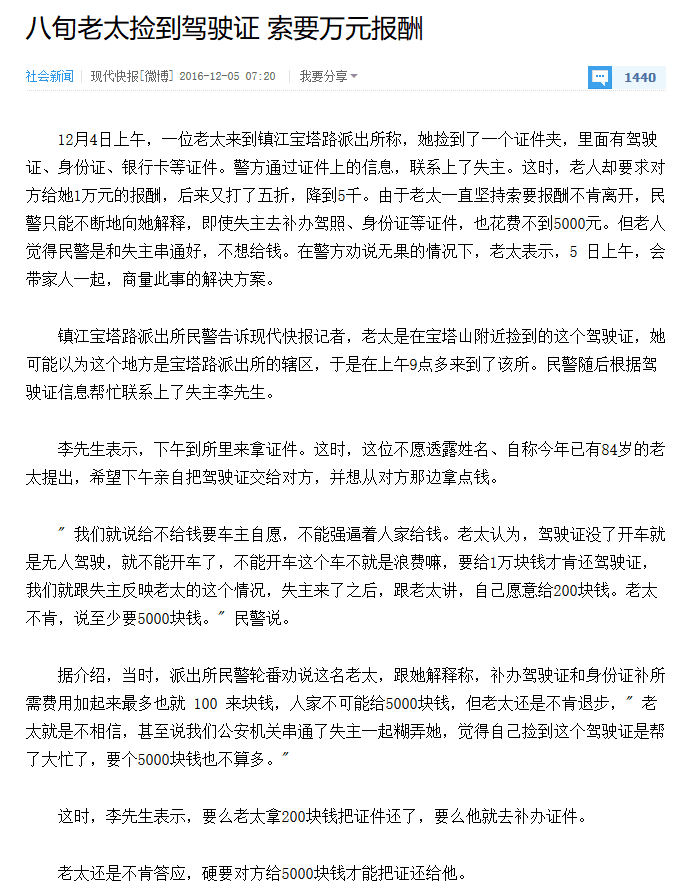 八旬老太捡到驾驶证 索要万元报酬
社会新闻 现代快报[微博] 2016-12-05 07:20 我要分享 1440
12月4日上午，一位老太来到镇江宝塔路派出所称，她捡到了一个证件夹，里面有驾驶
证、身份证、银行卡等证件。警方通过证件上的信息，联系上了失主。这时，老人却要求对
方给她1万元的报酬，后来又打了五折，降到5千。由于老太一直坚持索要报酬不肯离开，民
警只能不断地向她解释，即使失主去补办驾照、身份证等证件，也花费不到5000元。但老人
觉得民警是和失主串通好，不想给钱。在警方劝说无果的情况下，老太表示，5 日上午，会
带家人一起，商量此事的解决方案。
镇江宝塔路派出所民警告诉现代快报记者，老太是在宝塔山附近捡到的这个驾驶证，她
可能以为这个地方是宝塔路派出所的辖区，于是在上午9点多来到了该所。民警随后根据驾
驶证信息帮忙联系上了失主李先生。
李先生表示，下午到所里来拿证件。这时，这位不愿透露姓名、自称今年已有84岁的老
太提出，希望下午亲自把驾驶证交给对方，并想从对方那边拿点钱。
" 我们就说给不给钱要车主自愿，不能强逼着人家给钱。老太认为，驾驶证没了开车就
是无人驾驶，就不能开车了，不能开车这个车不就是浪费嘛，要给1万块钱才肯还驾驶证，
我们就跟失主反映老太的这个情况，失主来了之后，跟老太讲，自己愿意给200块钱。老太
不肯，说至少要5000块钱。" 民警说。
据介绍，当时，派出所民警轮番劝说这名老太，跟她解释称，补办驾驶证和身份证补所
需费用加起来最多也就 100 来块钱，人家不可能给5000块钱，但老太还是不肯退步，" 老
太就是不相信，甚至说我们公安机关串通了失主一起糊弄她，觉得自己捡到这个驾驶证是帮
了大忙了，要个5000块钱也不算多。"
这时，李先生表示，要么老太拿200块钱把证件还了，要么他就去补办证件。
老太还是不肯答应，硬要对方给5000块钱才能把证还给他。